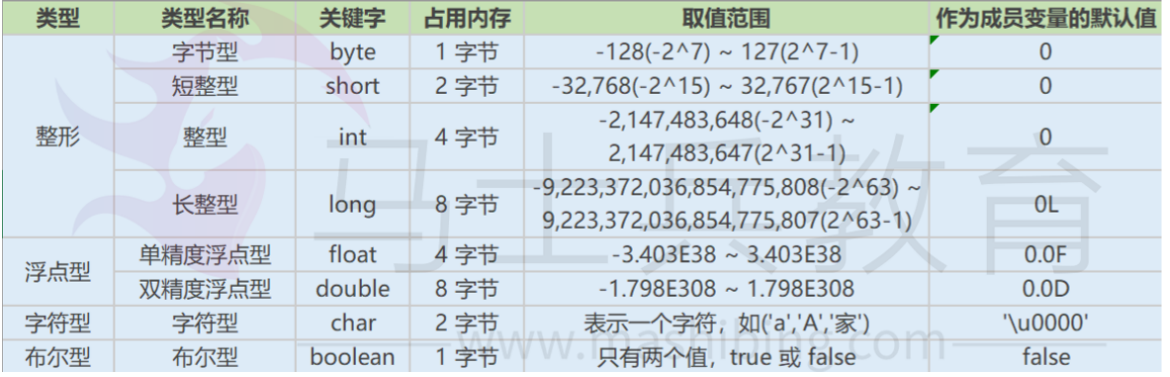 类型 类型名称 关键字 占用内存 取值范围 作为成员变量的默认值
整形 字节型 byte 1 字节 -128(-2^7) ~ 127(2^7-1) 0
短整型 short 2 字节 -32,768(-2^15) ~ 32,767(2^15-1) 0
整型 int 4 字节 -2,147,483,648(-2^31) ~
2,147,483,647(2^31-1) 0
长整型 long 8 字节 -9,223,372,036,854,775,808(-2^63) ~
9,223,372,036,854,775,807(2^63-1) 0L
浮点型 单精度浮点型 float 4 字节 -3.403E38 ~ 3.403E38 0.0F
双精度浮点型 double 8 字节 -1.798E308 ~ 1.798E308 0.0D
字符型 字符型 char 2 字节 表示一个字符，如('a','A','家') '\u0000'
布尔型 布尔型 boolean 1 字节 只有两个值，true 或 false false
马士兵教育
www.mashibing.com